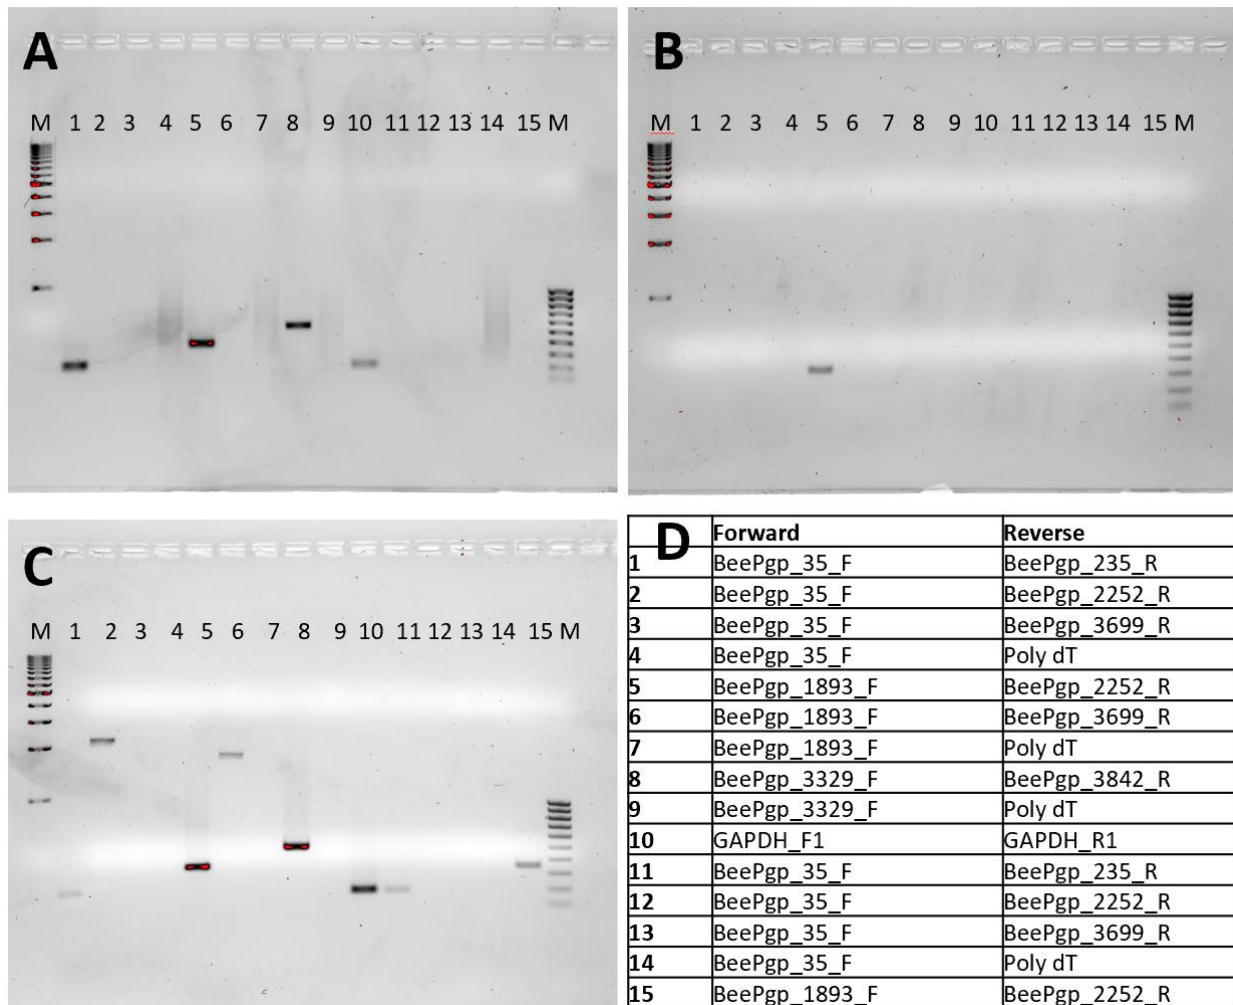 A
M 1 2 3 4 5 6 7 8 9 10 11 12 13 14 15 M
B
M 1 2 3 4 5 6 7 8 9 10 11 12 13 14 15 M
C
M 1 2 3 4 5 6 7 8 9 10 11 12 13 14 15 M
D Forward Reverse
1 BeePgp_35_F BeePgp_235_R
2 BeePgp_35_F BeePgp_2252_R
3 BeePgp_35_F BeePgp_3699_R
4 BeePgp_35_F Poly dT
5 BeePgp_1893_F BeePgp_2252_R
6 BeePgp_1893_F BeePgp_3699_R
7 BeePgp_1893_F Poly dT
8 BeePgp_3329_F BeePgp_3842_R
9 BeePgp_3329_F Poly dT
10 GAPDH_F1 GAPDH_R1
11 BeePgp_35_F BeePgp_235_R
12 BeePgp_35_F BeePgp_2252_R
13 BeePgp_35_F BeePgp_3699_R
14 BeePgp_35_F Poly dT
15 BeePgp_1893_F BeePgp_2252_R